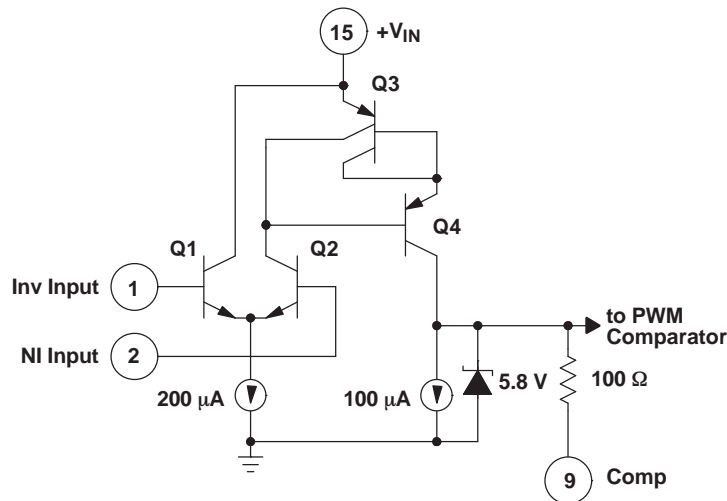 15 +VIN
Q3
Q4
Q1 Q2
Inv Input 1
NI Input 2
to PWM
Comparator
200 μA 100 μA 5.8 V 100 Ω
9 Comp